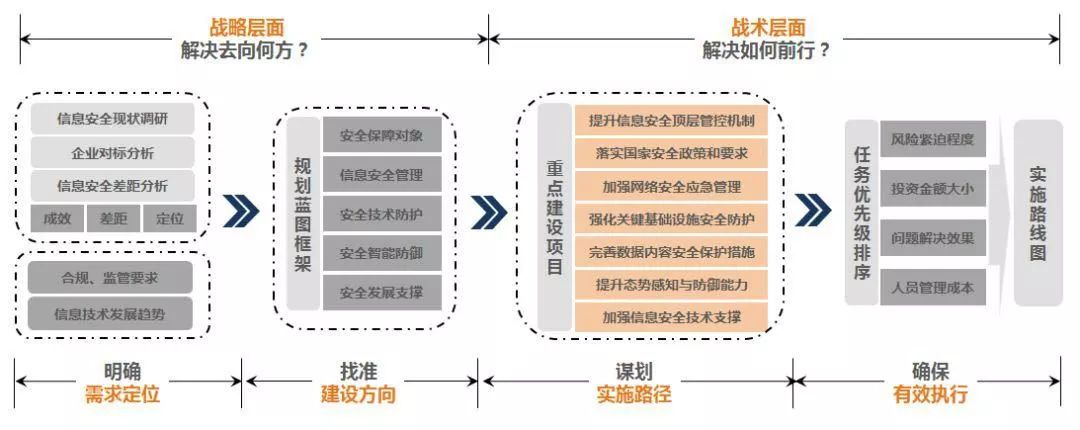 战略层面
解决去向何方？
战术层面
解决如何前行？
信息安全现状调研
企业对标分析
信息安全差距分析
成效
差距
定位
合规、监管要求
信息技术发展趋势
规划蓝图框架
安全保障对象
信息安全管理
安全技术防护
安全智能防御
安全发展支撑
重点建设项目
提升信息安全顶层管控机制
落实国家安全政策和要求
加强网络安全应急管理
强化关键基础设施安全防护
完善数据内容安全保护措施
提升态势感知与防御能力
加强信息安全技术支撑
任务优先级排序
风险紧迫程度
投资金额大小
问题解决效果
人员管理成本
实施路线图
明确
需求定位
找准
建设方向
谋划
实施路径
确保
有效执行